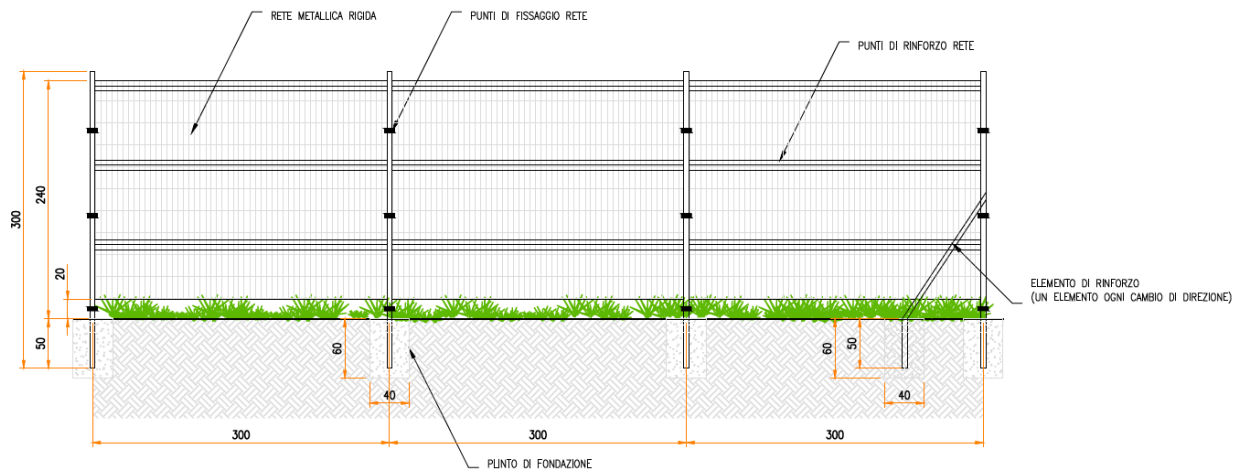 RETE METALLICA RIGIDA
PUNTI DI FISSAGGIO RETE
PUNTI DI RINFORZO RETE
300
240
20
50
60
40
60
50
40
ELEMENTO DI RINFORZO
(UN ELEMENTO OGNI CAMBIO DI DIREZIONE)
300
300
300
PLINTO DI FONDAZIONE